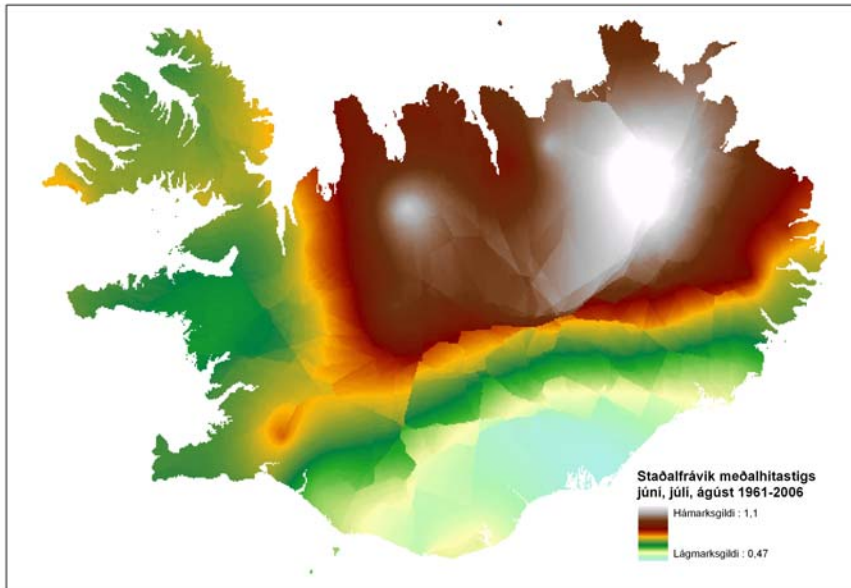 Staðalfrávik meðalhitastigs
júní, júlí, ágúst 1961-2006
Hámarksgildi : 1,1
Lágmarksgildi : 0,47